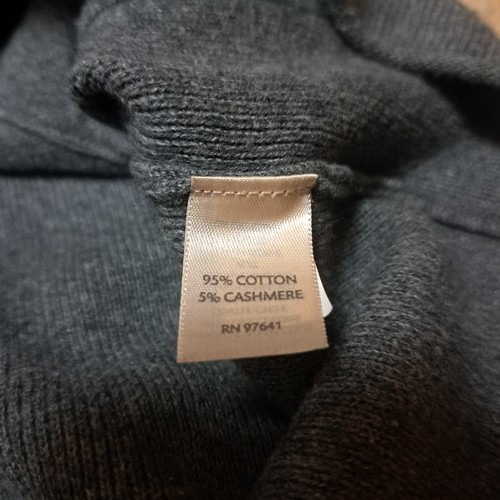 95% COTTON
5% CASHMERE
RN 97641